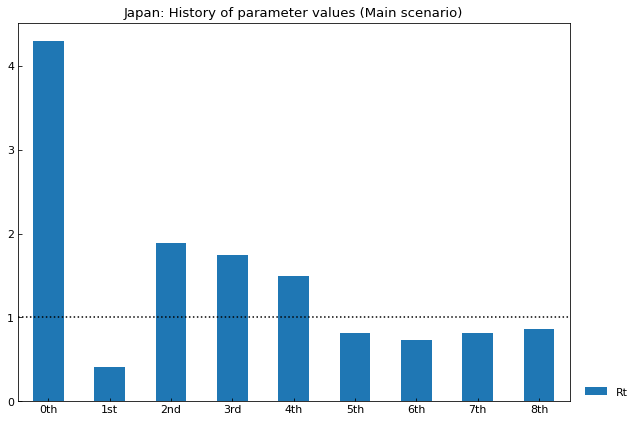 Japan: History of parameter values (Main scenario)
4
3
2
1
0
0th 1st 2nd 3rd 4th 5th 6th 7th 8th
Rt